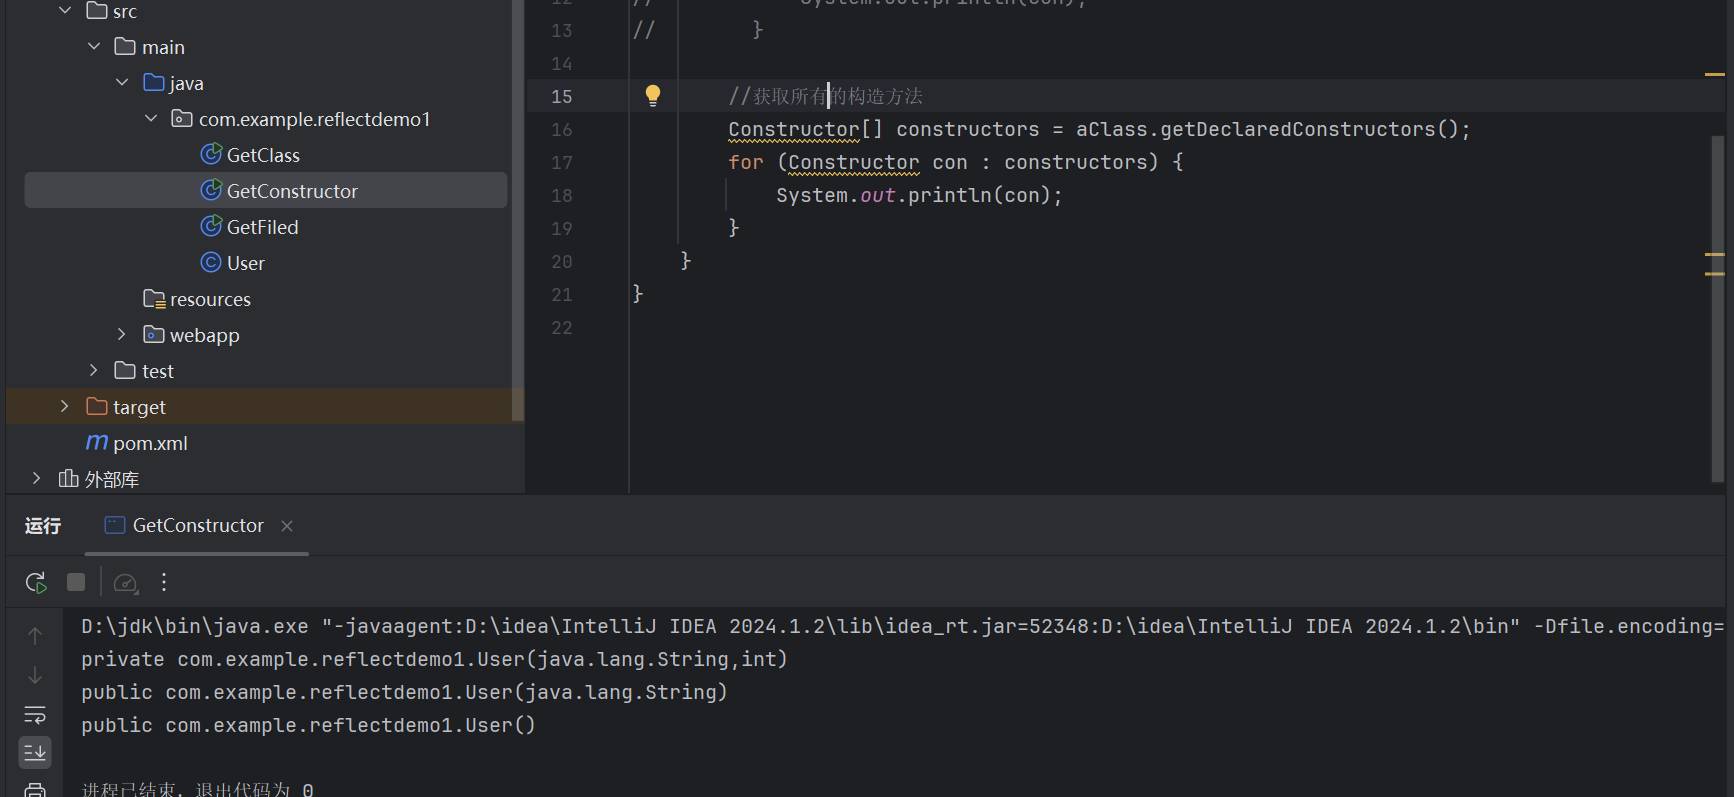 src
main
java
com.example.reflectdemo1
GetClass
GetConstructor
GetFiled
User
resources
webapp
test
target
pom.xml
外部库
12 // System.out.println(con);
13 // }
14
15 //获取所有的构造方法
16 Constructor[] constructors = aClass.getDeclaredConstructors();
17 for (Constructor con : constructors) {
18 System.out.println(con);
19 }
20 }
21 }
22
运行 GetConstructor
D:\jdk\bin\java.exe "-javaagent:D:\idea\IntelliJ IDEA 2024.1.2\lib\idea_rt.jar=52348:D:\idea\IntelliJ IDEA 2024.1.2\bin" -Dfile.encoding=
private com.example.reflectdemo1.User(java.lang.String,int)
public com.example.reflectdemo1.User(java.lang.String)
public com.example.reflectdemo1.User()
进程已结束，退出代码为 0